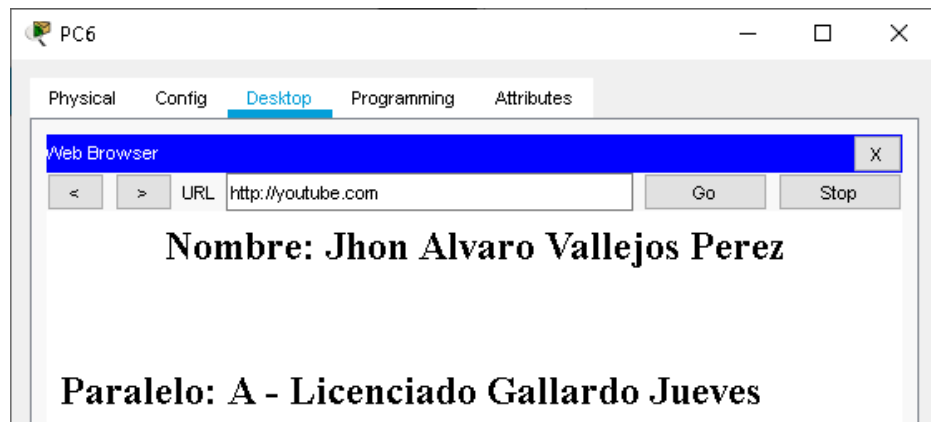 PC6
Physical Config Desktop Programming Attributes
Web Browser X
< > URL http://youtube.com Go Stop
Nombre: Jhon Alvaro Vallejos Perez
Paralelo: A - Licenciado Gallardo Jueves